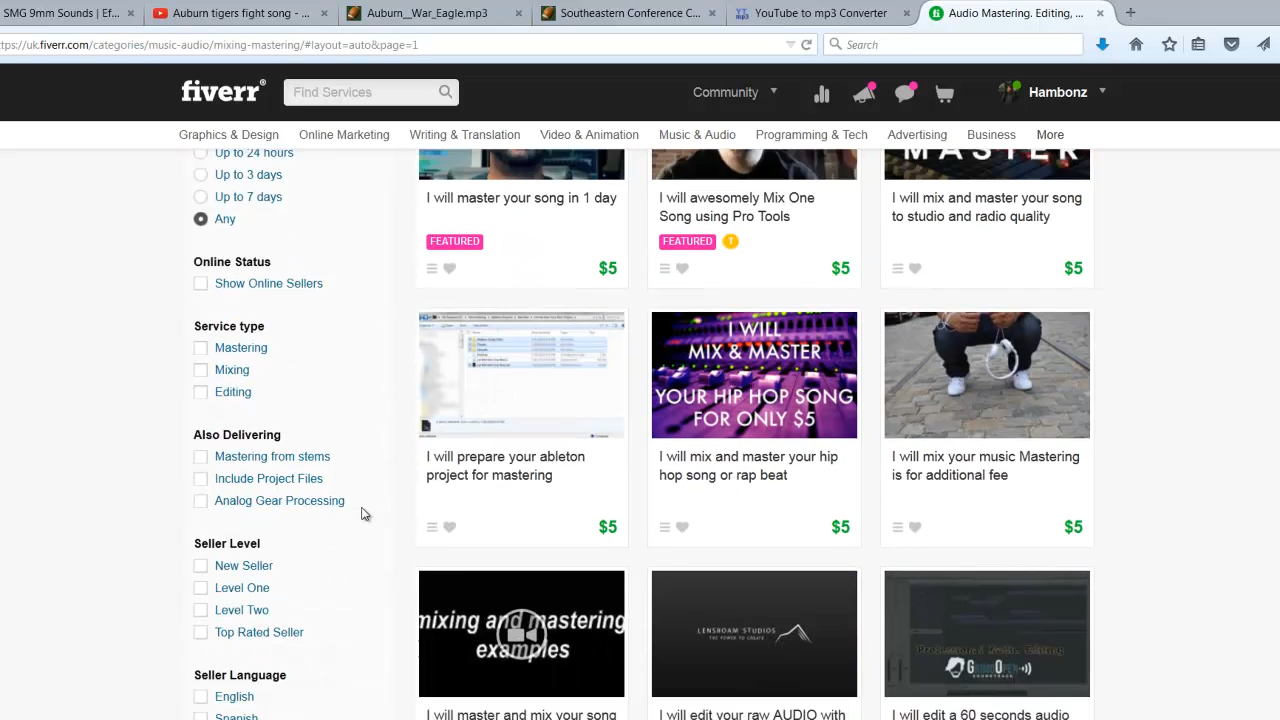 SMG Storm Sounds | Ef...
Auburn tigers fight song - ...
Auburn__War_Eagle.mp3
Southeastern Conference C...
YouTube to mp3 Converter
Audio Mastering. Editing, ...
ttps://uk.fiverr.com/categories/music-audio/mixing-mastering/#layout=auto&page=1
Search
fiverr®
Find Services
Community
Hambonz
Graphics & Design
Online Marketing
Writing & Translation
Video & Animation
Music & Audio
Programming & Tech
Advertising
Business
More
Up to 24 hours
Up to 3 days
Up to 7 days
Any
Online Status
Show Online Sellers
Service type
Mastering
Mixing
Editing
Also Delivering
Mastering from stems
Include Project Files
Analog Gear Processing
Seller Level
New Seller
Level One
Level Two
Top Rated Seller
Seller Language
English
Spanish
I will master your song in 1 day
FEATURED
$5
I will awesomely Mix One
Song using Pro Tools
FEATURED
T
$5
MASTER
I will mix and master your song
to studio and radio quality
$5
I will prepare your ableton
project for mastering
$5
I WILL
MIX & MASTER
YOUR HIP HOP SONG
FOR ONLY $5
I will mix and master your hip
hop song or rap beat
$5
I will mix your music Mastering
is for additional fee
$5
mixing and mastering
examples
I will master and mix your song
LENSROAM STUDIOS
THE POWER TO CREATE
I will edit your raw AUDIO with
Professional Audio Editing
I will edit a 60 seconds audio